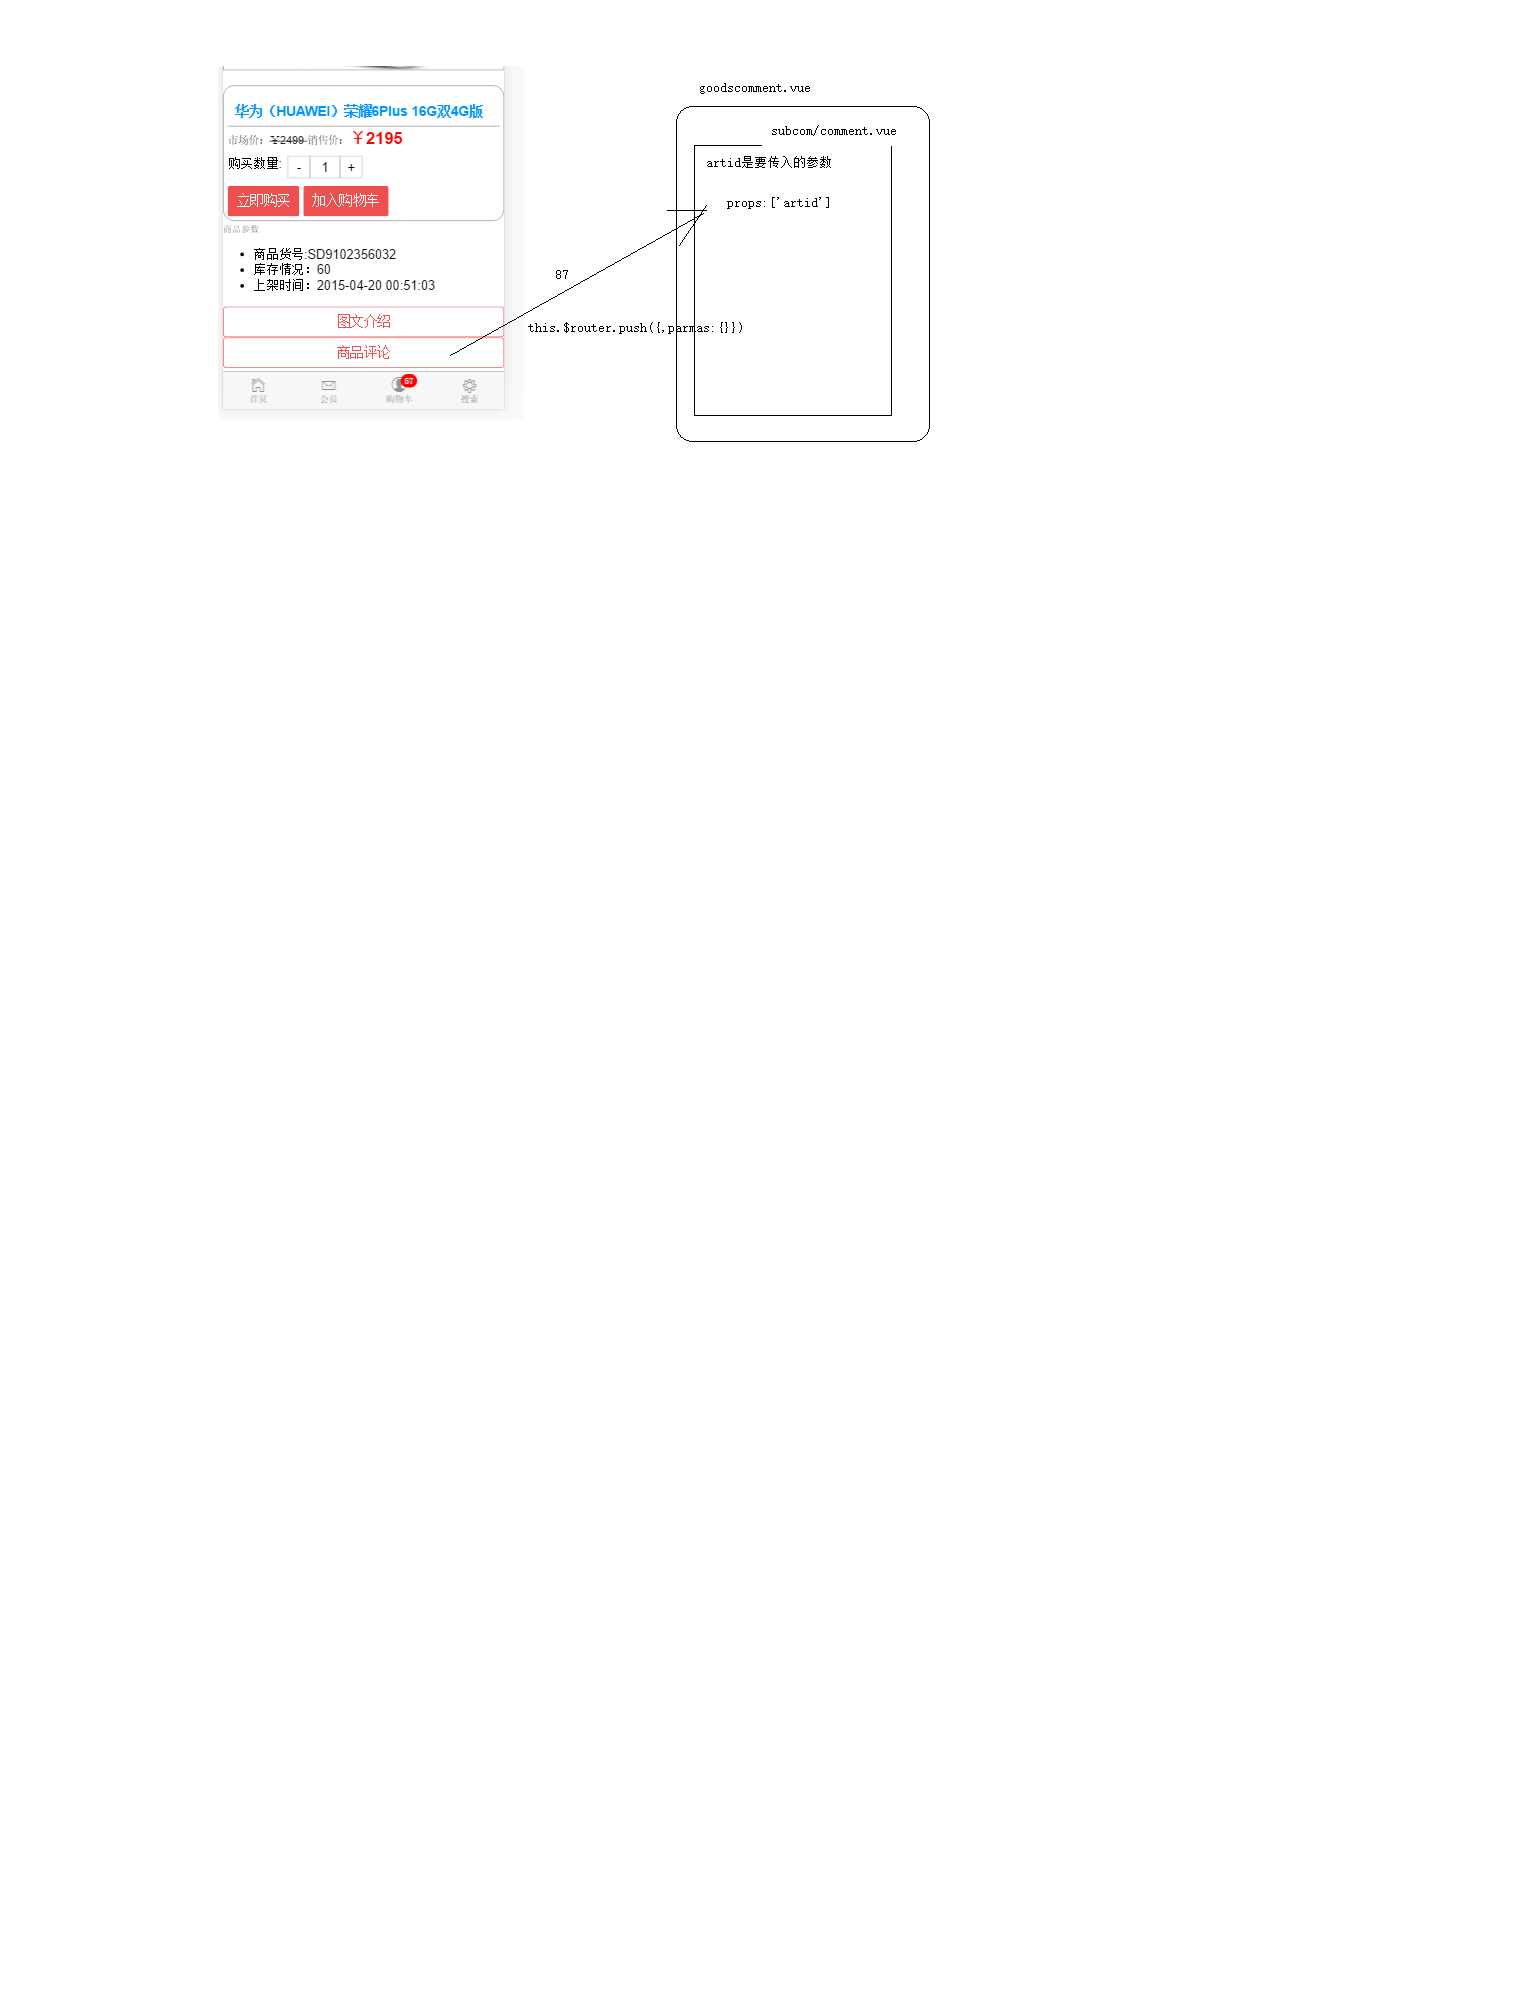 华为（HUAWEI）荣耀6Plus 16G双4G版
市场价：￥2499 销售价：￥2195
购买数量: - 1 +
立即购买 加入购物车
商品参数
商品货号:SD9102356032
库存情况：60
上架时间：2015-04-20 00:51:03
图文介绍
商品评论
57
首页 会员 购物车 搜索
87
this.$router.push({,parmas:{}})
goodscomment.vue
subcom/comment.vue
artid是要传入的参数
props:['artid']